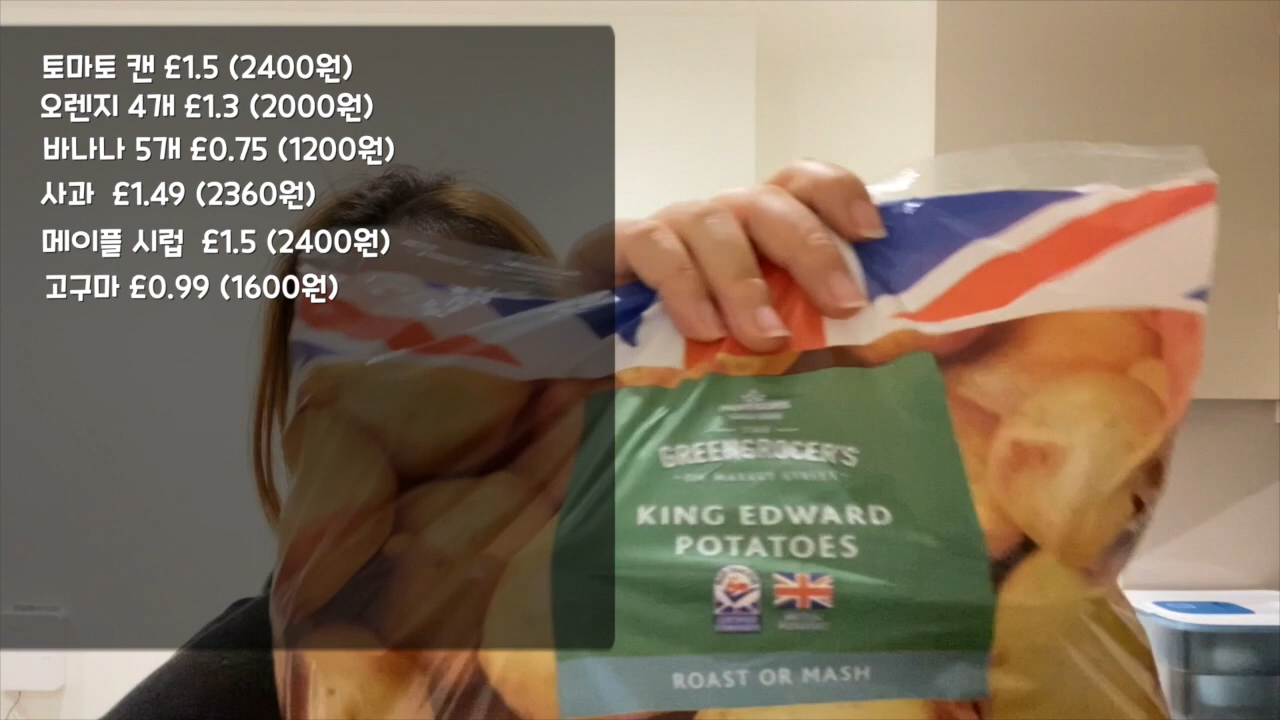 토마토 캔 £1.5 (2400원)
오렌지 4개 £1.3 (2000원)
바나나 5개 £0.75 (1200원)
사과 £1.49 (2360원)
메이플 시럽 £1.5 (2400원)
고구마 £0.99 (1600원)
THE
GREENGROCER'S
ON MARKET STREET
KING EDWARD
POTATOES
ROAST OR MASH